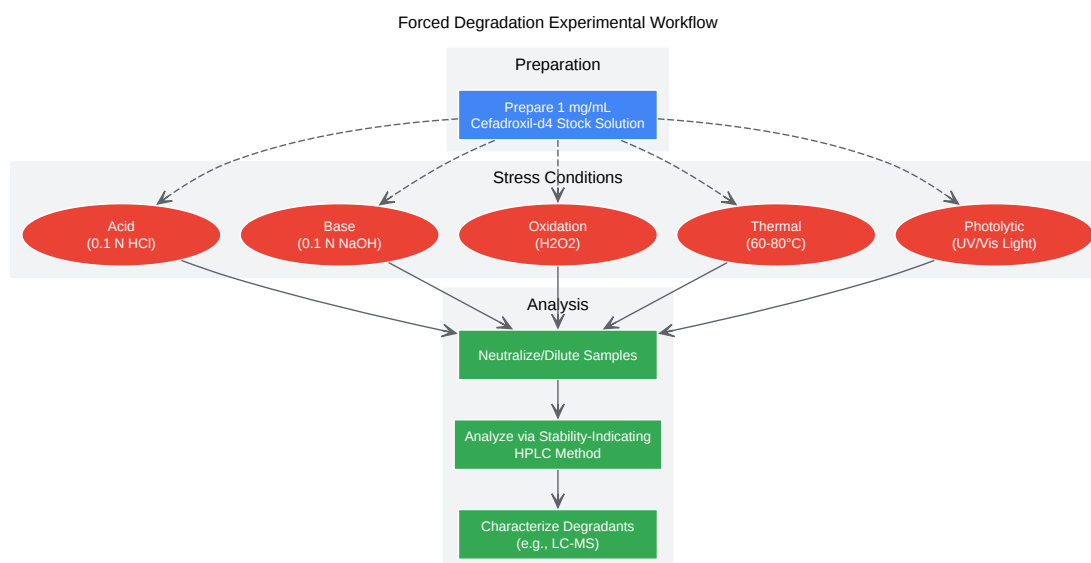 Forced Degradation Experimental Workflow
Preparation
Prepare 1 mg/mL
Cefadroxil-d4 Stock Solution
Stress Conditions
Acid
(0.1 N HCl)
Base
(0.1 N NaOH)
Oxidation
(H2O2)
Thermal
(60-80°C)
Photolytic
(UV/Vis Light)
Analysis
Neutralize/Dilute Samples
Analyze via Stability-Indicating
HPLC Method
Characterize Degradants
(e.g., LC-MS)